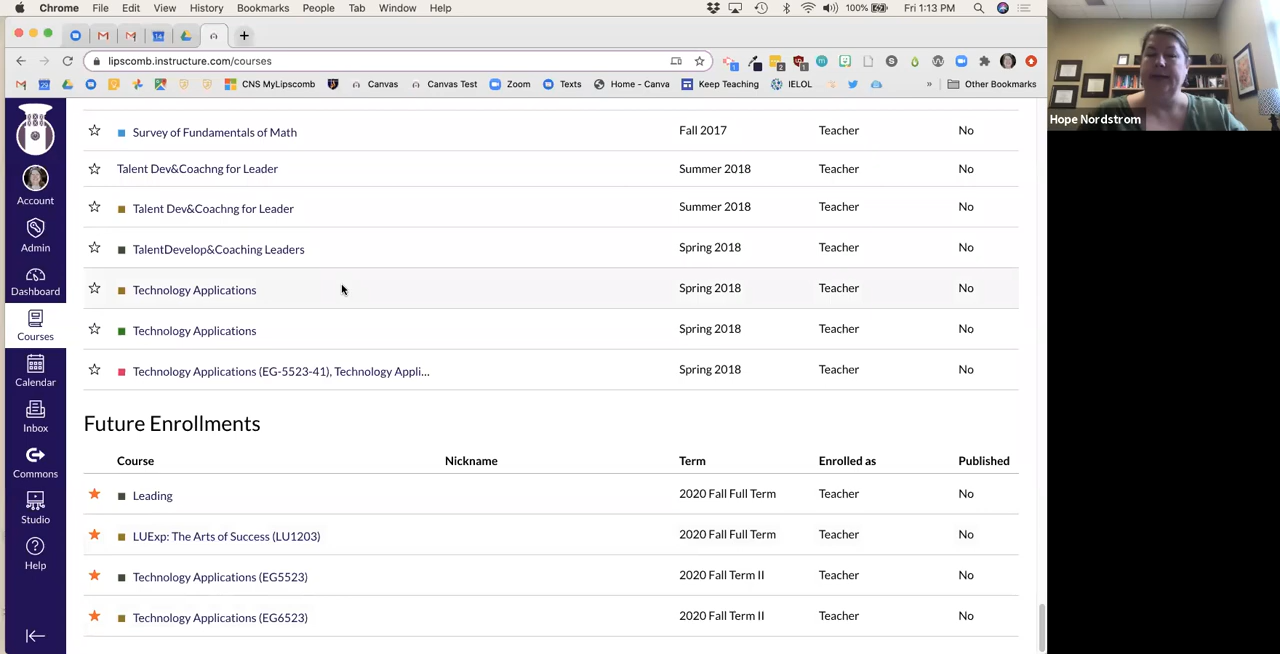 Chrome File Edit View History Bookmarks People Tab Window Help 100% Fri 1:13 PM
lipscomb.instructure.com/courses
CNS MyLipscomb Canvas Canvas Test Zoom Texts Home - Canva Keep Teaching IELOL » Other Bookmarks
Hope Nordstrom
Account
Admin
Dashboard
Courses
Calendar
Inbox
Commons
Studio
Help
Survey of Fundamentals of Math Fall 2017 Teacher No
Talent Dev&Coachng for Leader Summer 2018 Teacher No
Talent Dev&Coachng for Leader Summer 2018 Teacher No
TalentDevelop&Coaching Leaders Spring 2018 Teacher No
Technology Applications Spring 2018 Teacher No
Technology Applications Spring 2018 Teacher No
Technology Applications (EG-5523-41), Technology Appli... Spring 2018 Teacher No
Future Enrollments
Course Nickname Term Enrolled as Published
Leading 2020 Fall Full Term Teacher No
LUExp: The Arts of Success (LU1203) 2020 Fall Full Term Teacher No
Technology Applications (EG5523) 2020 Fall Term II Teacher No
Technology Applications (EG6523) 2020 Fall Term II Teacher No